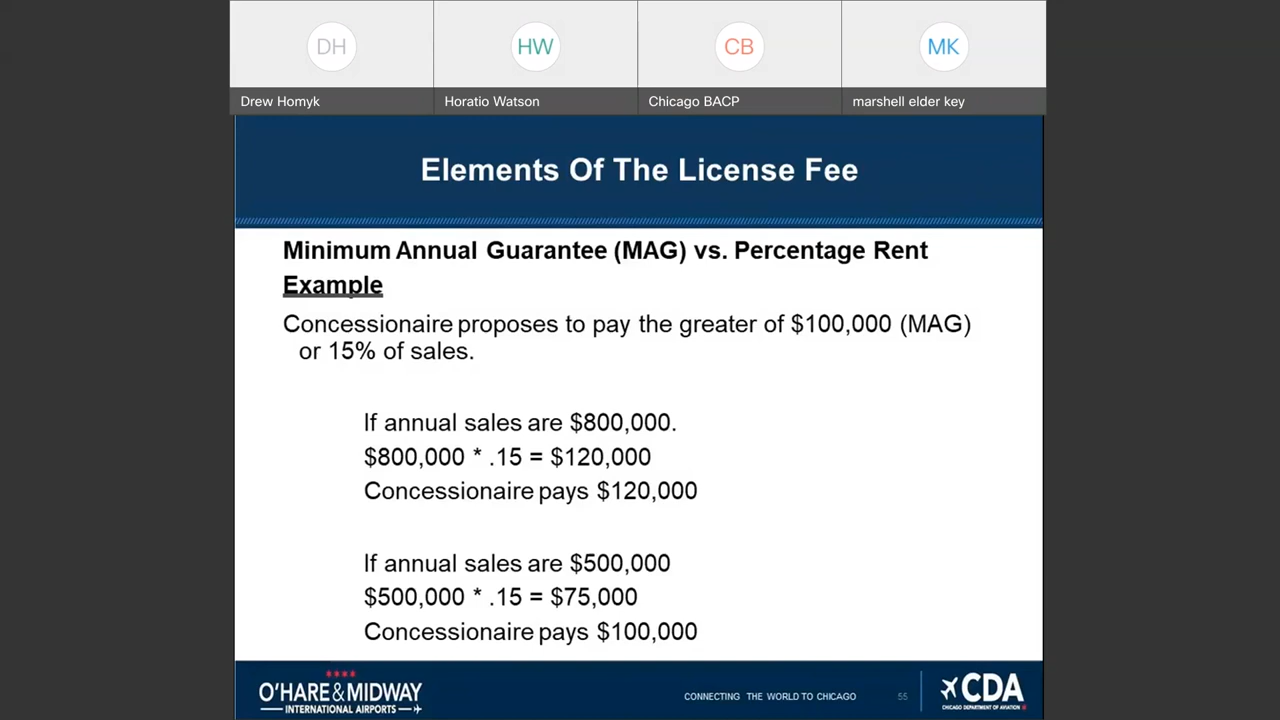 DH
HW
CB
MK
Drew Homyk
Horatio Watson
Chicago BACP
marshell elder key
Elements Of The License Fee
Minimum Annual Guarantee (MAG) vs. Percentage Rent
Example
Concessionaire proposes to pay the greater of $100,000 (MAG)
or 15% of sales.
If annual sales are $800,000.
$800,000 * .15 = $120,000
Concessionaire pays $120,000
If annual sales are $500,000
$500,000 * .15 = $75,000
Concessionaire pays $100,000
O'HARE & MIDWAY
INTERNATIONAL AIRPORTS
CONNECTING THE WORLD TO CHICAGO
55
CDA
CHICAGO DEPARTMENT OF AVIATION